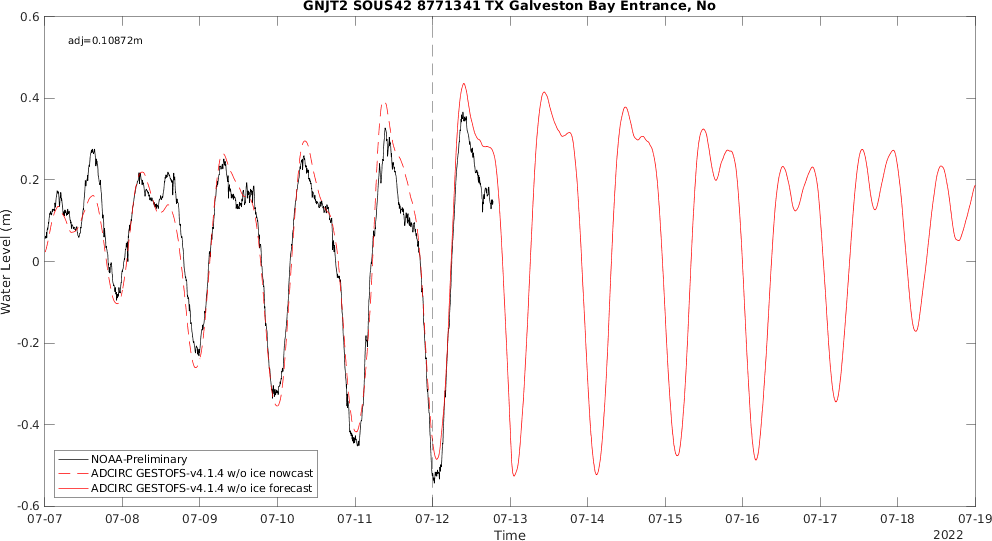 GNJT2 SOUS42 8771341 TX Galveston Bay Entrance, No
adj=0.10872m
Water Level (m)
0.6
0.4
0.2
0
-0.2
-0.4
-0.6
NOAA-Preliminary
ADCIRC GESTOFS-v4.1.4 w/o ice nowcast
ADCIRC GESTOFS-v4.1.4 w/o ice forecast
07-07 07-08 07-09 07-10 07-11 07-12 07-13 07-14 07-15 07-16 07-17 07-18 07-19
Time
2022